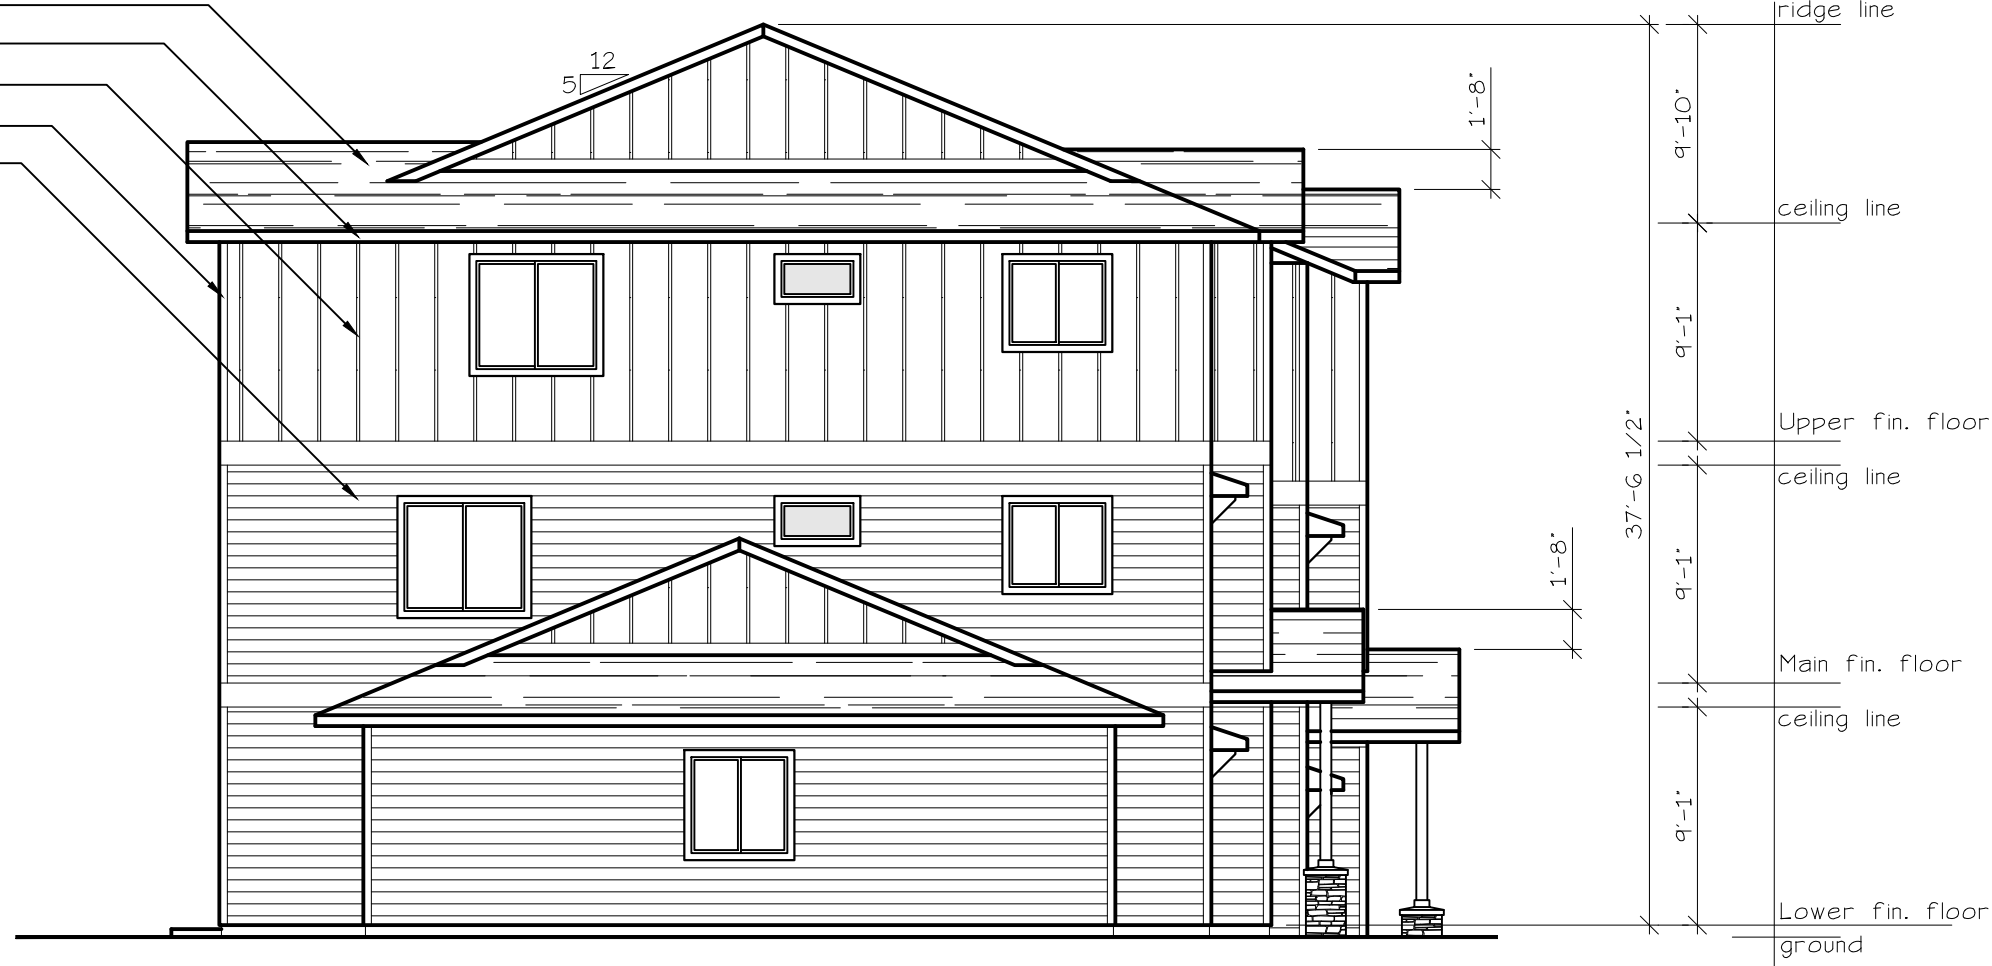 ridge line
12
5
1'-8"
9'-10"
ceiling line
9'-1"
Upper fin. floor
37'-6 1/2"
ceiling line
1'-8"
9'-1"
Main fin. floor
ceiling line
9'-1"
Lower fin. floor
ground